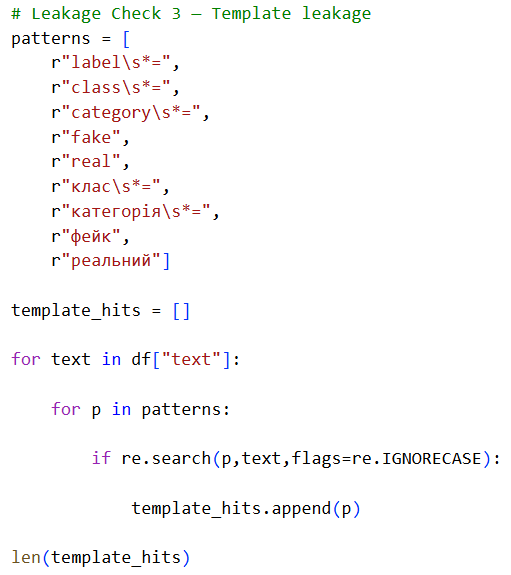 # Leakage Check 3 — Template leakage
patterns = [
    r"label\s*=",
    r"class\s*=",
    r"category\s*=",
    r"fake",
    r"real",
    r"клас\s*=",
    r"категорія\s*=",
    r"фейк",
    r"реальний"]
template_hits = []
for text in df["text"]:
    for p in patterns:
        if re.search(p,text,flags=re.IGNORECASE):
            template_hits.append(p)
len(template_hits)